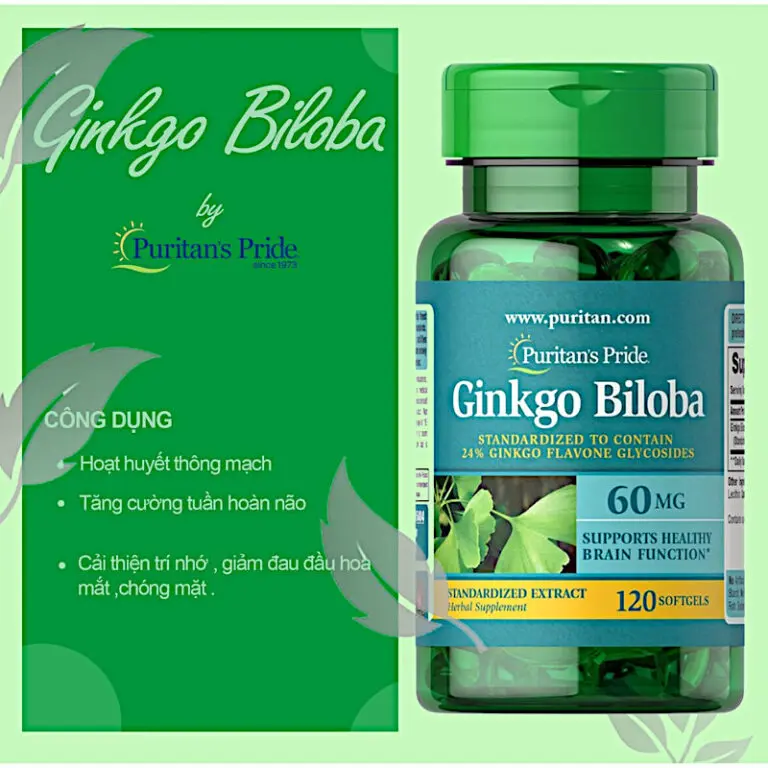 Ginkgo Biloba
by
Puritan's Pride
since 1973
CÔNG DỤNG
• Hoạt huyết thông mạch
• Tăng cường tuần hoàn não
• Cải thiện trí nhớ , giảm đau đầu hoa
mắt ,chóng mặt .
www.puritan.com
Puritan's Pride
Ginkgo Biloba
STANDARDIZED TO CONTAIN
24% GINKGO FLAVONE GLYCOSIDES
60 MG
SUPPORTS HEALTHY
BRAIN FUNCTION*
STANDARDIZED EXTRACT
Herbal Supplement
120 SOFTGELS